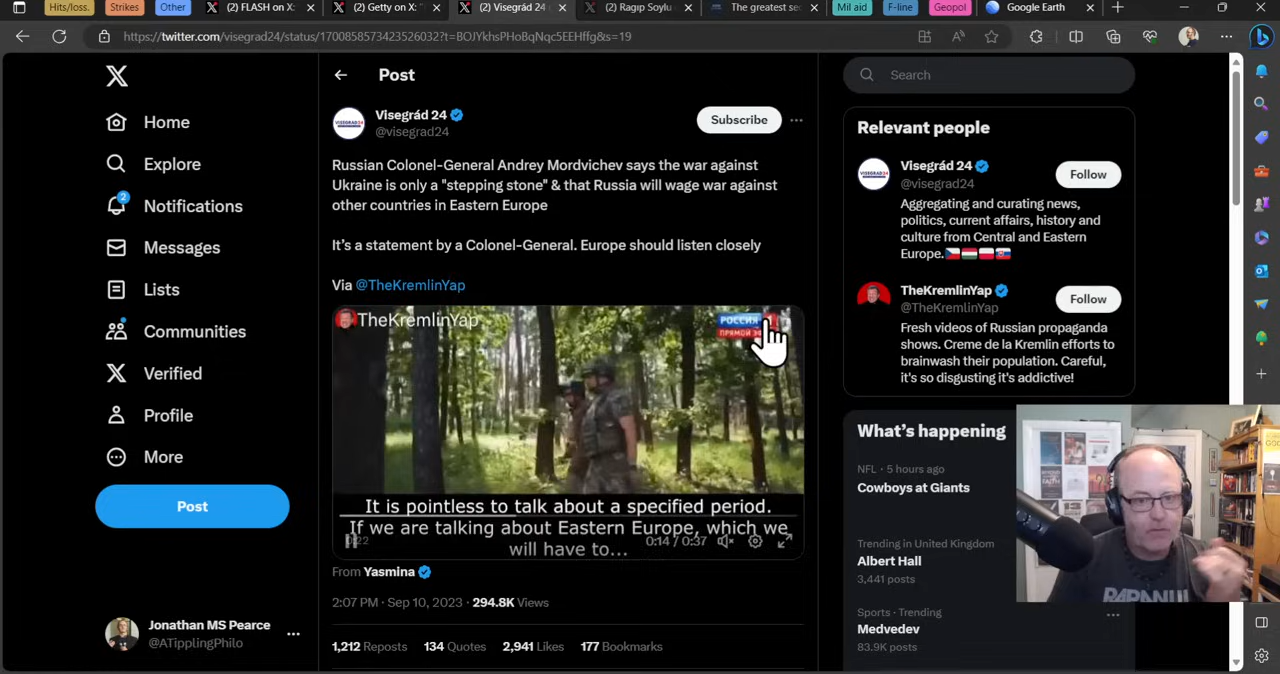 Hits/loss.
Strikes
Other
(2) FLASH on X:
(2) Getty on X: "
(2) Visegrád 24
(2) Ragıp Soylu
The greatest sec
Mil aid
F-line
Geopol
Google Earth
https://twitter.com/visegrad24/status/1700858573423526032?t=BOJYkhsPHoBqNqc5EEHffg&s=19
Post
Search
Home
Explore
2
Notifications
Messages
Lists
Communities
Verified
Profile
More
Post
Jonathan MS Pearce
@ATipplingPhilo
VISEGRÁD 24
Visegrád 24
@visegrad24
Subscribe
Russian Colonel-General Andrey Mordvichev says the war against
Ukraine is only a "stepping stone" & that Russia will wage war against
other countries in Eastern Europe
It's a statement by a Colonel-General. Europe should listen closely
Via @TheKremlinYap
TheKremlinYap
РОССИЯ 1
It is pointless to talk about a specified period.
If we are talking about Eastern Europe, which we
will have to...
0:14 / 0:37
From Yasmina
2:07 PM · Sep 10, 2023 · 294.8K Views
1,212 Reposts 134 Quotes 2,941 Likes 177 Bookmarks
Relevant people
Visegrád 24
@visegrad24
Follow
Aggregating and curating news,
politics, current affairs, history and
culture from Central and Eastern
Europe.
TheKremlinYap
@TheKremlinYap
Follow
Fresh videos of Russian propaganda
shows. Creme de la Kremlin efforts to
brainwash their population. Careful,
it's so disgusting it's addictive!
What's happening
NFL · 5 hours ago
Cowboys at Giants
Trending in United Kingdom
Albert Hall
3,441 posts
Sports · Trending
Medvedev
83.9K posts
RAPANUI